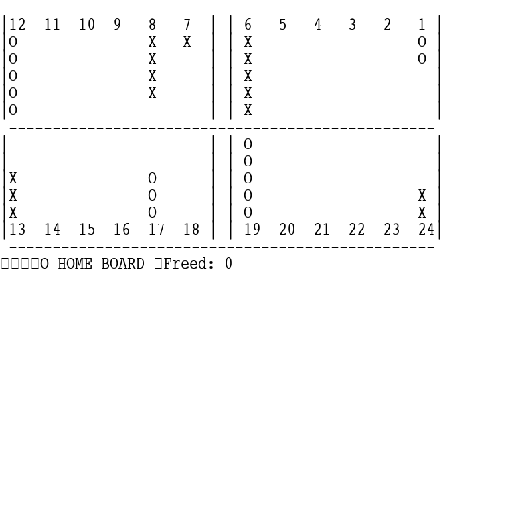 |12  11  10  9   8   7  | | 6   5   4   3   2   1 |
|O               X   X  | | X                   O |
|O               X      | | X                   O |
|O               X      | | X                     |
|O               X      | | X                     |
|O                      | | X                     |
 -------------------------------------------------
|                       | | O                     |
|                       | | O                     |
|X               O      | | O                     |
|X               O      | | O                   X |
|X               O      | | O                   X |
|13  14  15  16  17  18 | | 19  20  21  22  23  24|
 -------------------------------------------------
□□□□O HOME BOARD □Freed: 0